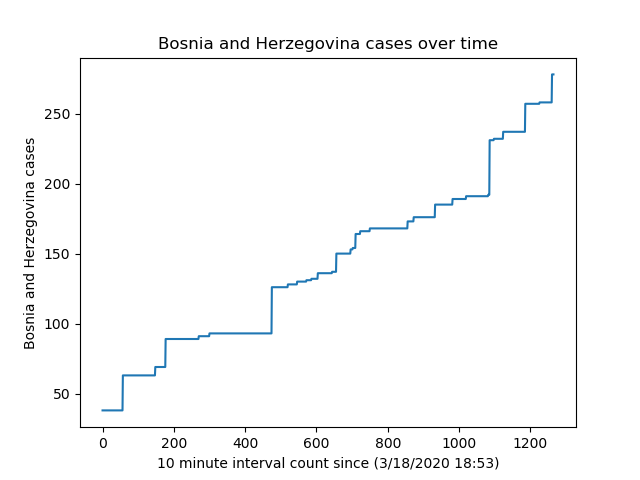 Bosnia and Herzegovina cases over time
Bosnia and Herzegovina cases
250
200
150
100
50
0 200 400 600 800 1000 1200
10 minute interval count since (3/18/2020 18:53)